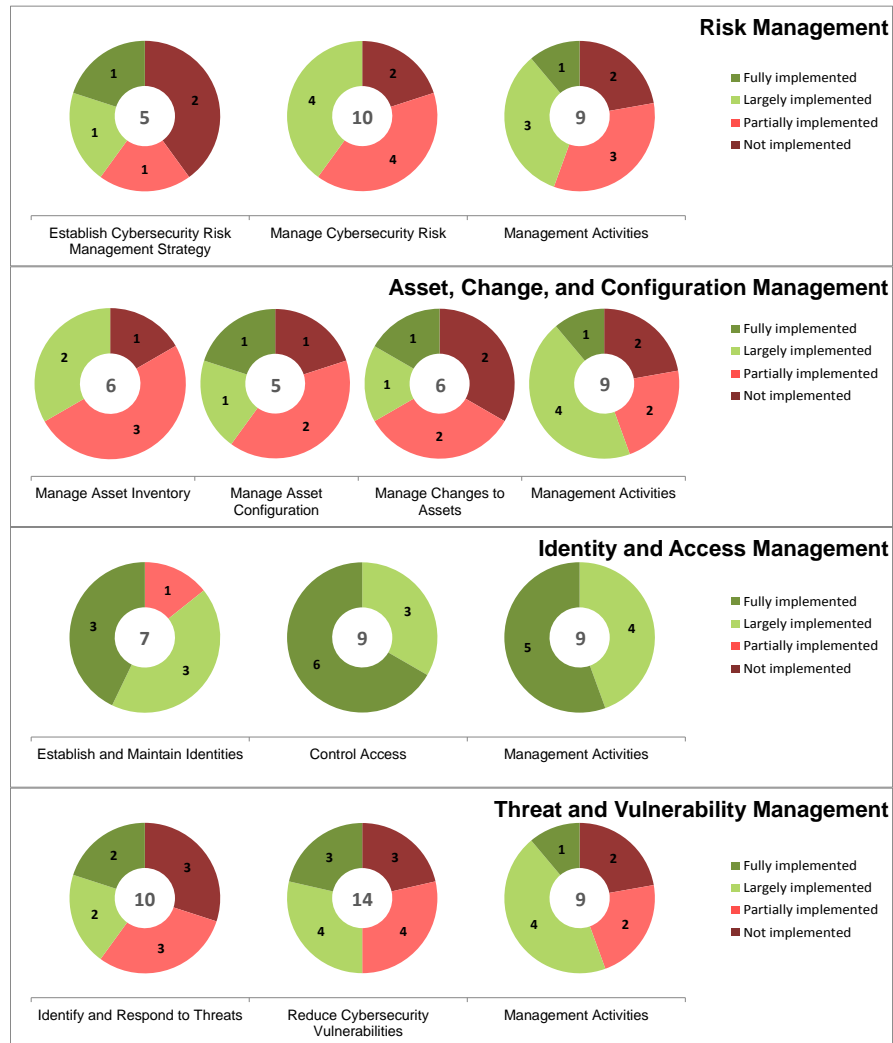 Risk Management
1
2
1
1
5
2
4
4
10
1
2
3
3
9
Fully implemented
Largely implemented
Partially implemented
Not implemented
Establish Cybersecurity Risk
Management Strategy
Manage Cybersecurity Risk
Management Activities
Asset, Change, and Configuration Management
2
1
3
6
1
1
1
2
5
1
2
1
2
6
1
2
4
2
9
Fully implemented
Largely implemented
Partially implemented
Not implemented
Manage Asset Inventory
Manage Asset
Configuration
Manage Changes to
Assets
Management Activities
Identity and Access Management
1
3
3
7
3
6
9
5
4
9
Fully implemented
Largely implemented
Partially implemented
Not implemented
Establish and Maintain Identities
Control Access
Management Activities
Threat and Vulnerability Management
2
3
2
3
10
3
3
4
4
14
1
2
4
2
9
Fully implemented
Largely implemented
Partially implemented
Not implemented
Identify and Respond to Threats
Reduce Cybersecurity
Vulnerabilities
Management Activities